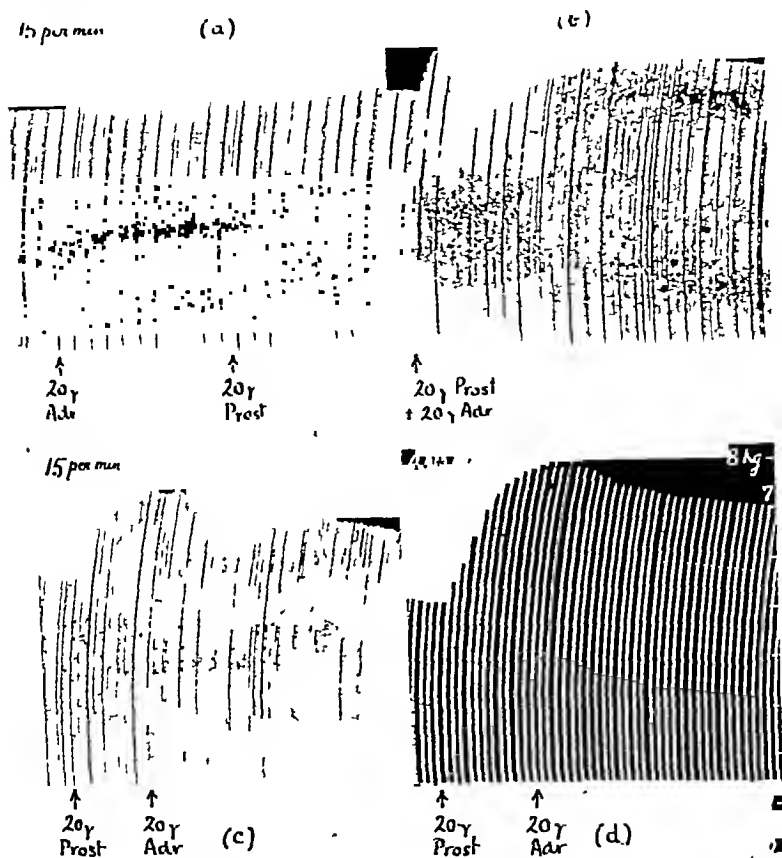 15 per min
(a)
20γ
Adr
20γ
Prost
20γ Prost
+ 20γ Adr
15 per min
8 kg
7
20γ
Prost
20γ
Adr
(c)
20γ
Prost
20γ
Adr
(d)